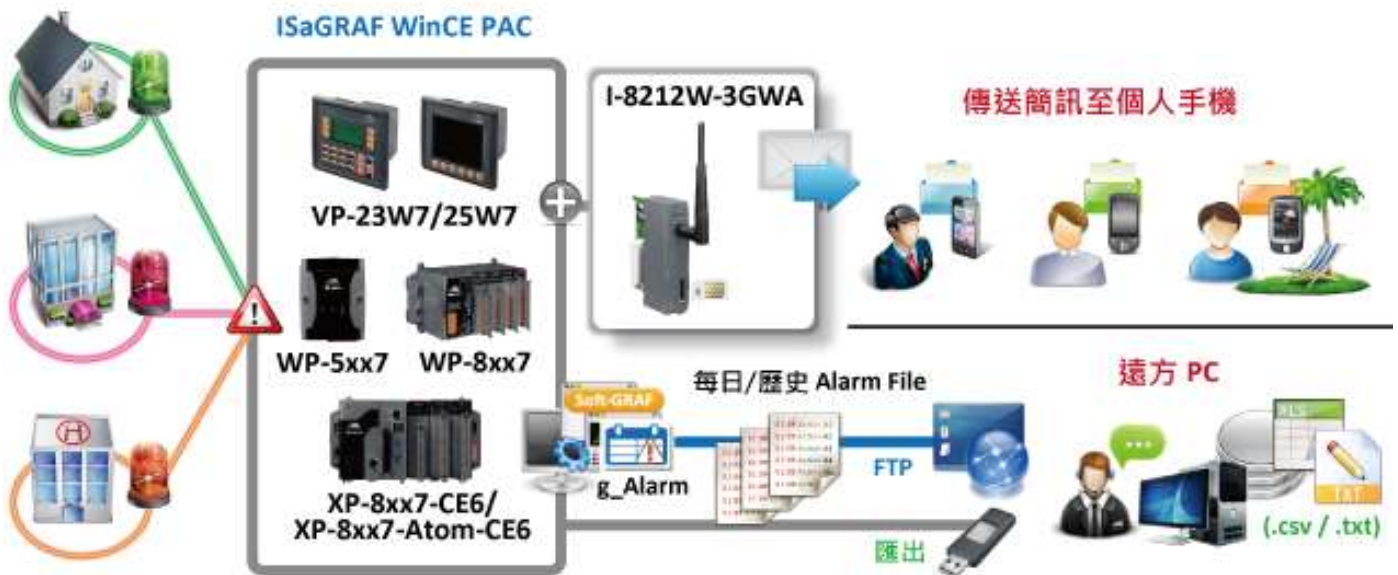 ISaGRAF WinCE PAC
I-8212W-3GWA
傳送簡訊至個人手機
VP-23W7/25W7
WP-5xx7
WP-8xx7
XP-8xx7-CE6/
XP-8xx7-Atom-CE6
Soft-GRAF
g_Alarm
每日/歷史 Alarm File
FTP
匯出
遠方 PC
XLS
TXT
(.csv / .txt)
H